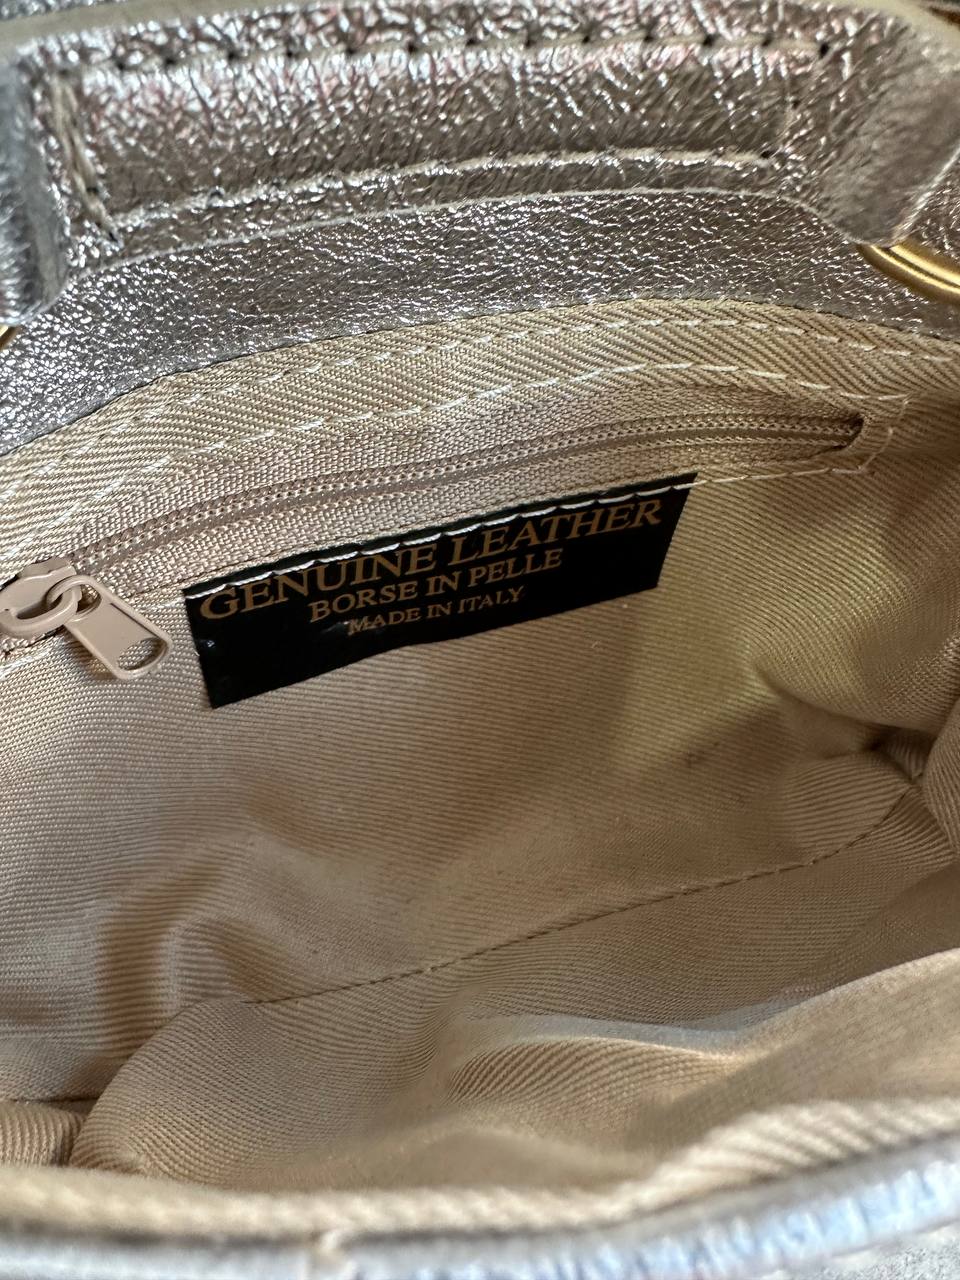 GENUINE LEATHER
BORSE IN PELLE
MADE IN ITALY